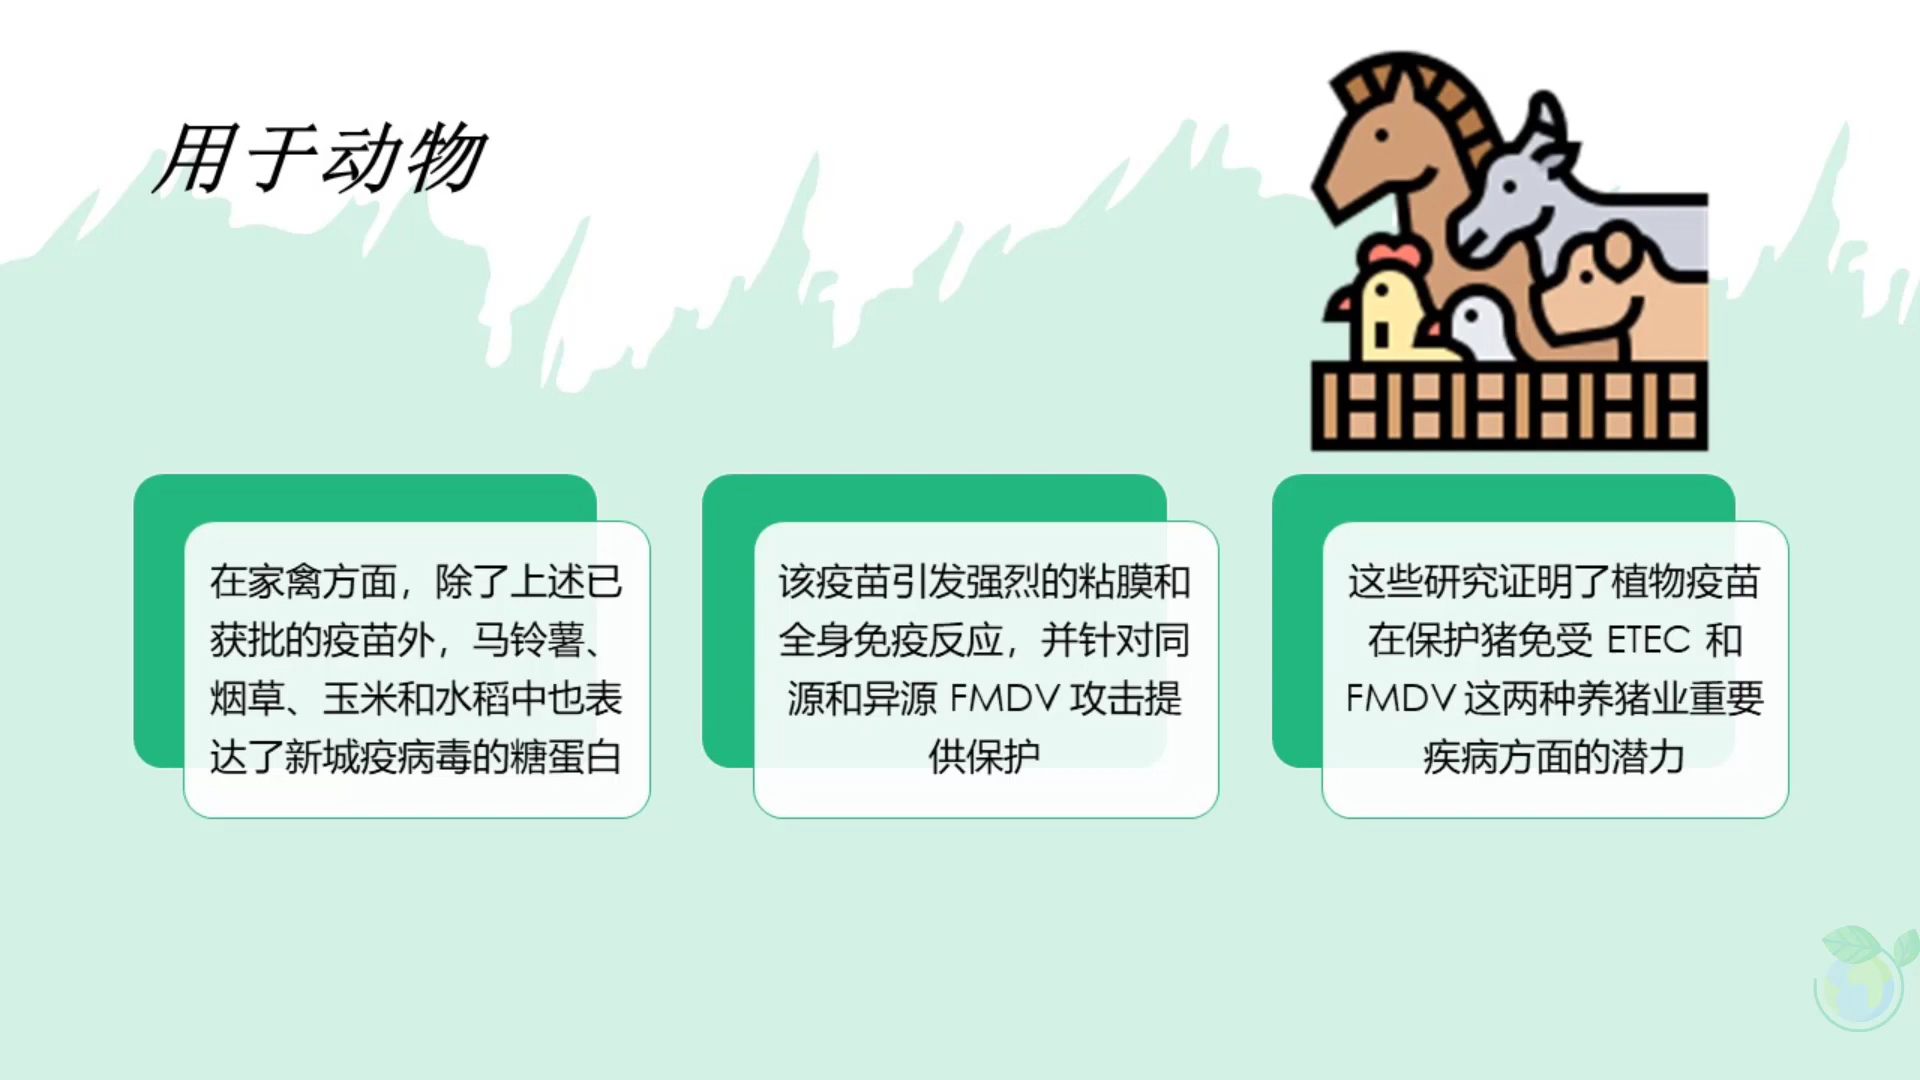 用于动物
在家禽方面，除了上述已
获批的疫苗外，马铃薯、
烟草、玉米和水稻中也表
达了新城疫病毒的糖蛋白
该疫苗引发强烈的粘膜和
全身免疫反应，并针对同
源和异源 FMDV 攻击提
供保护
这些研究证明了植物疫苗
在保护猪免受 ETEC 和
FMDV 这两种养猪业重要
疾病方面的潜力